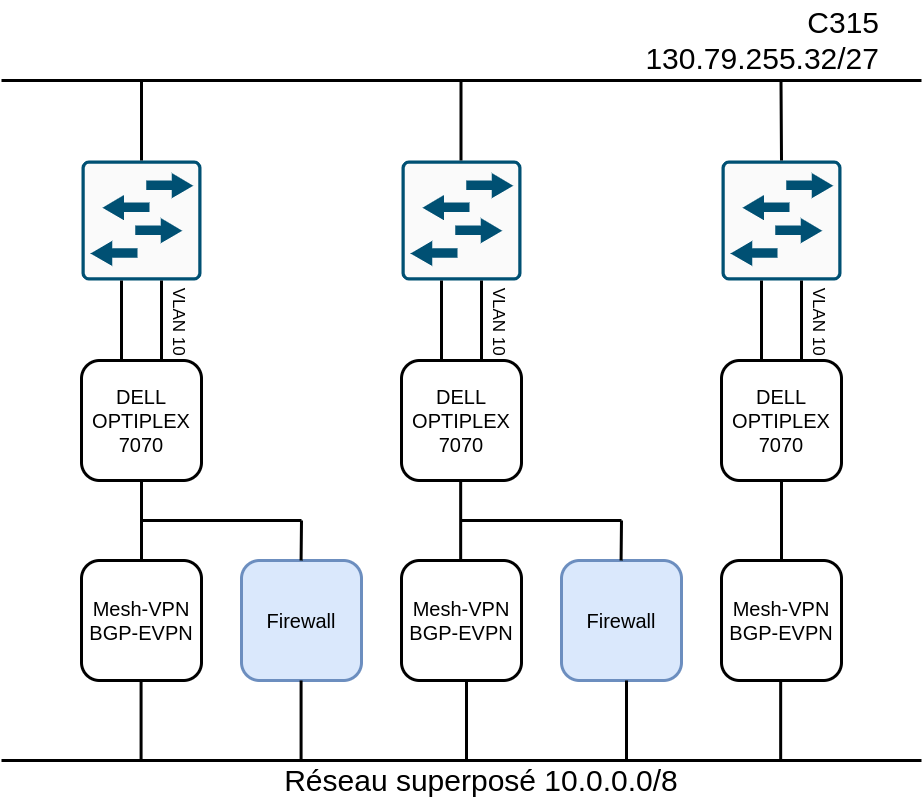 C315
130.79.255.32/27
VLAN 10
VLAN 10
VLAN 10
DELL
OPTIPLEX
7070
DELL
OPTIPLEX
7070
DELL
OPTIPLEX
7070
Mesh-VPN
BGP-EVPN
Firewall
Mesh-VPN
BGP-EVPN
Firewall
Mesh-VPN
BGP-EVPN
Réseau superposé 10.0.0.0/8